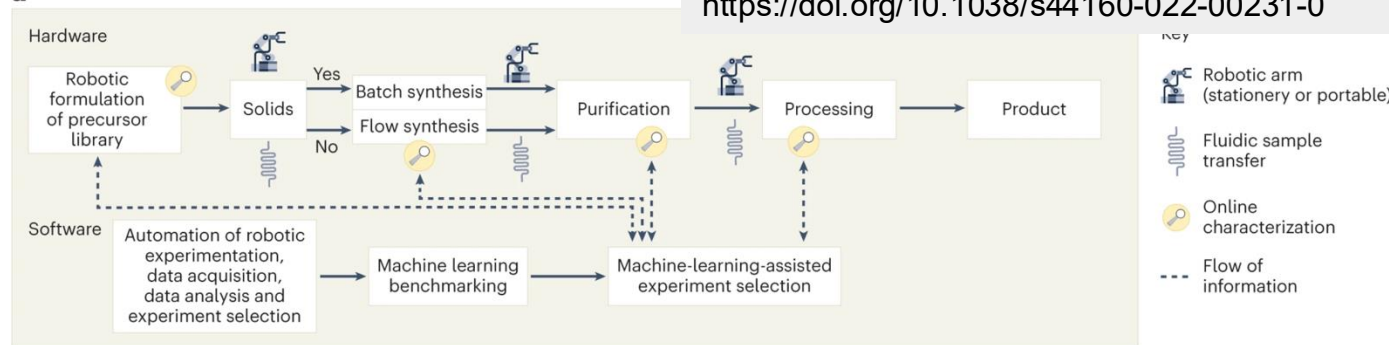 https://doi.org/10.1038/s44160-022-00231-0
Hardware
Robotic
formulation
of precursor
library
Solids
Yes
No
Batch synthesis
Flow synthesis
Purification
Processing
Product
Software
Automation of robotic
experimentation,
data acquisition,
data analysis and
experiment selection
Machine learning
benchmarking
Machine-learning-assisted
experiment selection
Key
Robotic arm
(stationery or portable)
Fluidic sample
transfer
Online
characterization
Flow of
information